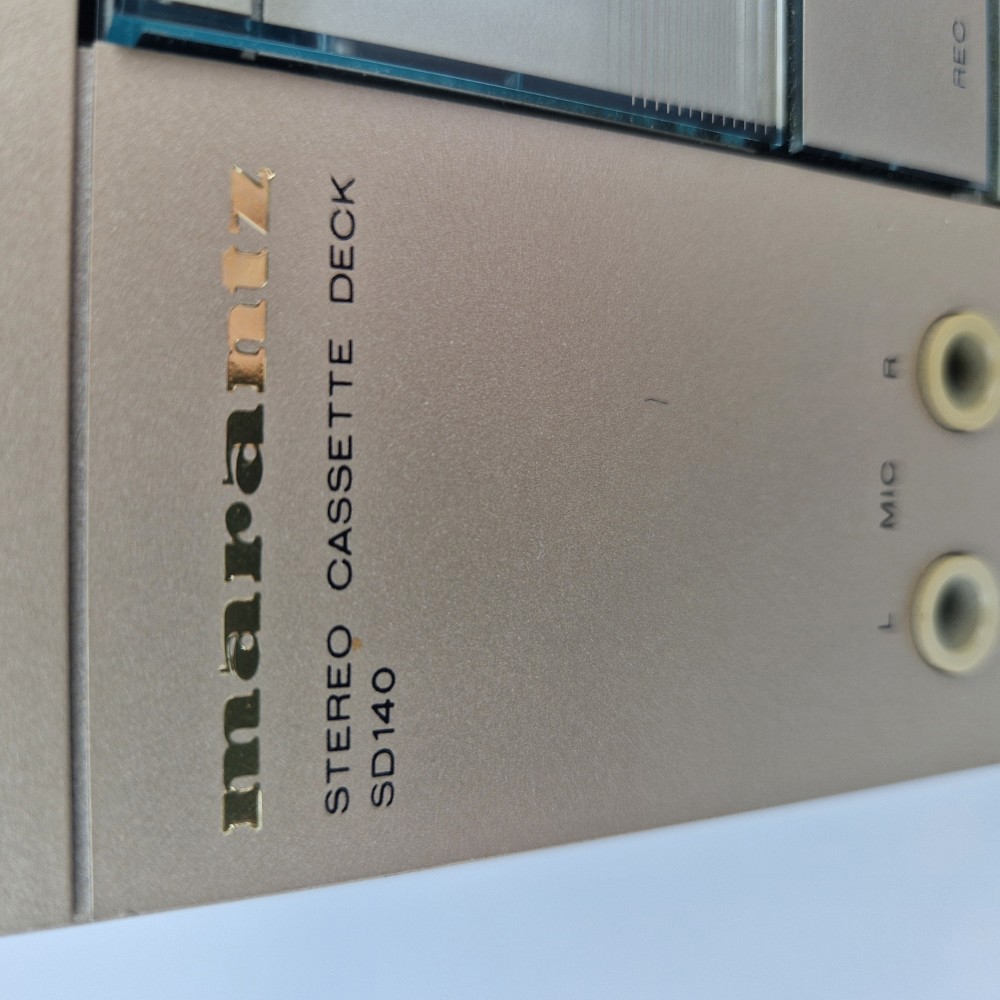 marantz
STEREO CASSETTE DECK
SD140
REC
L MIC R